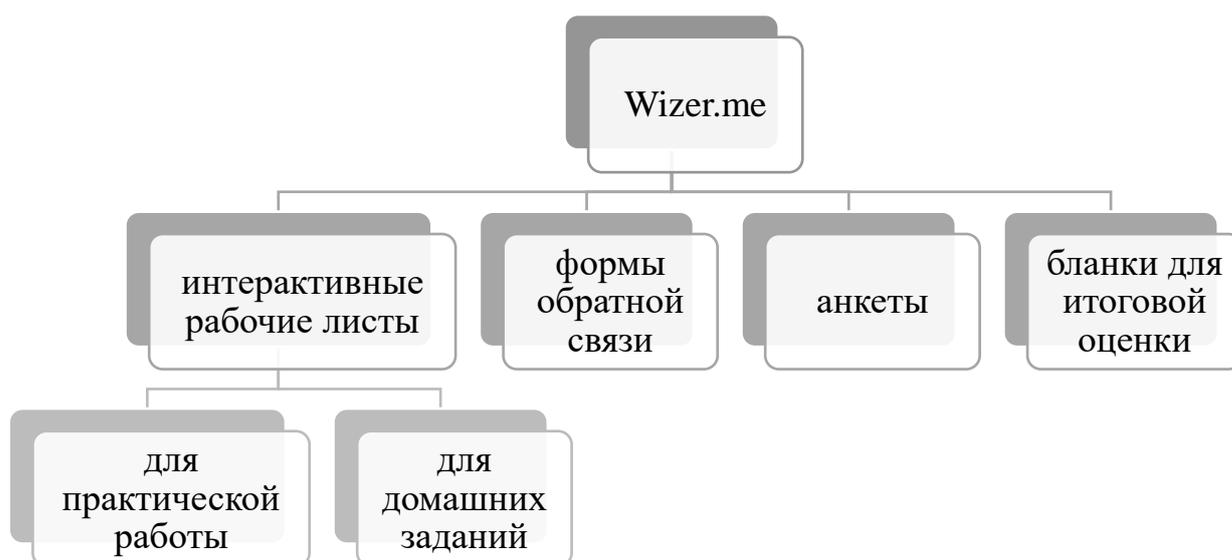 Wizer.me
интерактивные
рабочие листы
формы
обратной
связи
анкеты
бланки для
итоговой
оценки
для
практической
работы
для
домашних
заданий